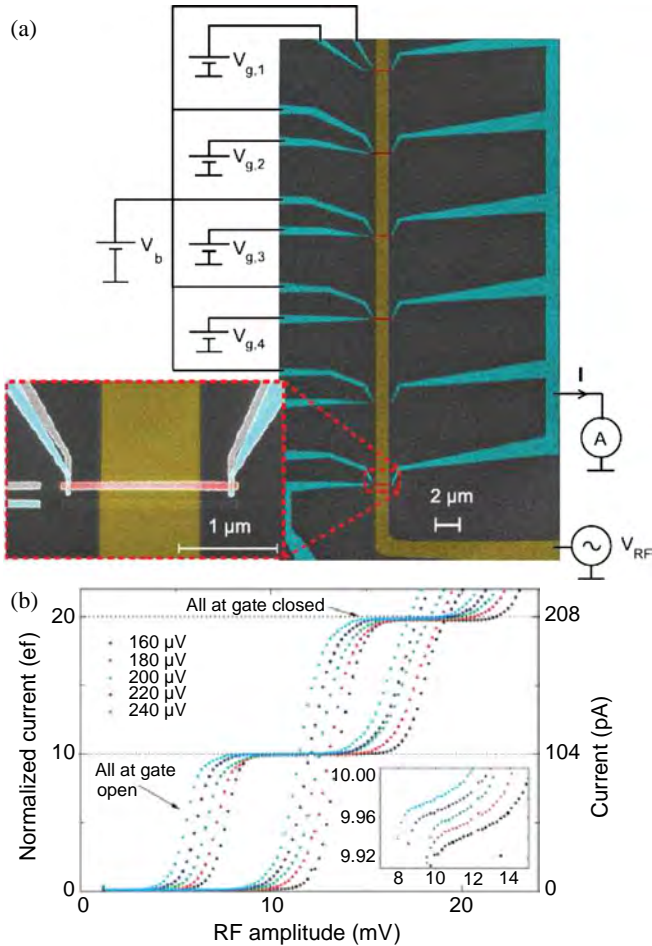 (a)
V_g,1
V_g,2
V_b
V_g,3
V_g,4
I
A
1 µm
2 µm
V_RF
(b)
20
All at gate closed
208
160 µV
180 µV
200 µV
220 µV
240 µV
Normalized current (ef)
Current (pA)
10
104
All at gate
open
10.00
9.96
9.92
8 10 12 14
0
0
0 10 20
RF amplitude (mV)